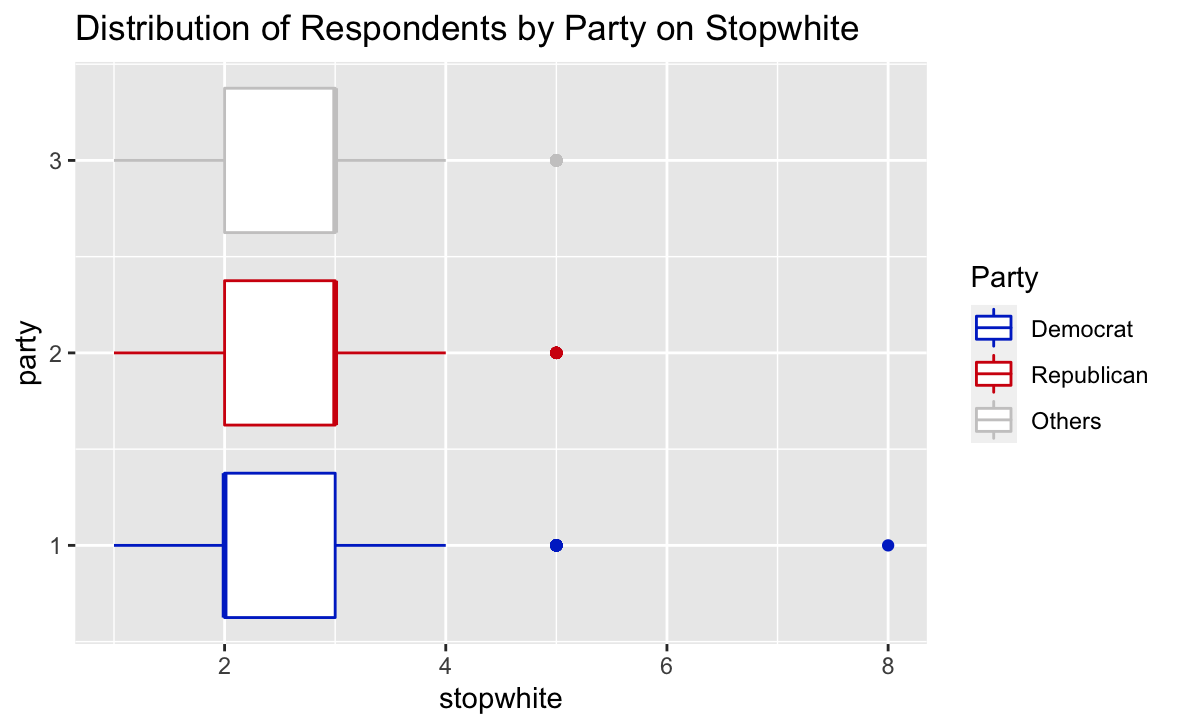 Distribution of Respondents by Party on Stopwhite
party
3
2
1
2 4 6 8
stopwhite
Party
Democrat
Republican
Others